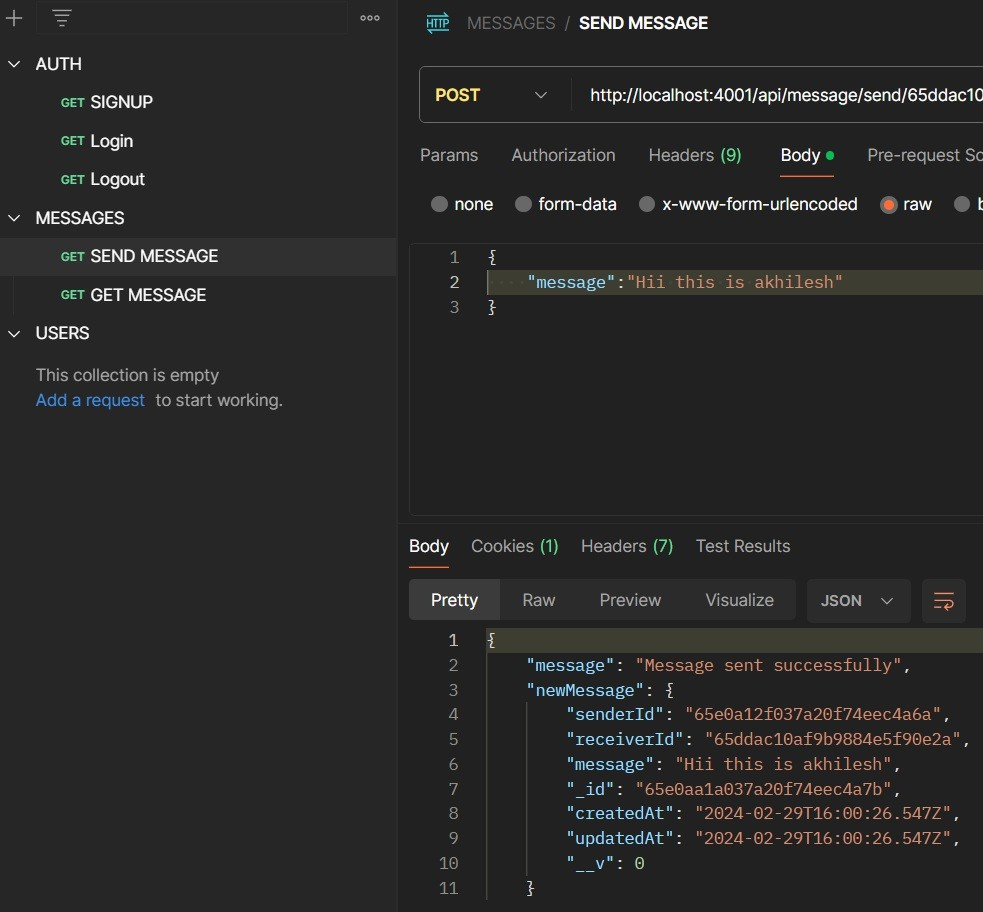 AUTH
GET SIGNUP
GET Login
GET Logout
MESSAGES
GET SEND MESSAGE
GET GET MESSAGE
USERS
This collection is empty
Add a request to start working.
HTTP MESSAGES / SEND MESSAGE
POST http://localhost:4001/api/message/send/65ddac10
Params Authorization Headers (9) Body Pre-request Sc
none form-data x-www-form-urlencoded raw b
1 {
2 "message":"Hii this is akhilesh"
3 }
Body Cookies (1) Headers (7) Test Results
Pretty Raw Preview Visualize JSON
1 {
2 "message": "Message sent successfully",
3 "newMessage": {
4 "senderId": "65e0a12f037a20f74eec4a6a",
5 "receiverId": "65ddac10af9b9884e5f90e2a",
6 "message": "Hii this is akhilesh",
7 "_id": "65e0aa1a037a20f74eec4a7b",
8 "createdAt": "2024-02-29T16:00:26.547Z",
9 "updatedAt": "2024-02-29T16:00:26.547Z",
10 "__v": 0
11 }